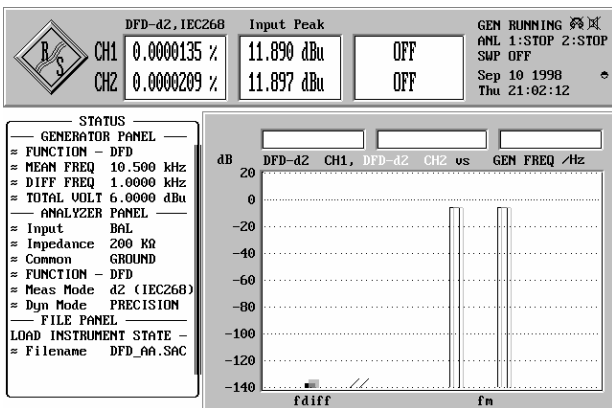 DFD-d2,IEC268 Input Peak
CH1 0.0000135 % 11.890 dBu OFF
CH2 0.0000209 % 11.897 dBu OFF
GEN RUNNING
ANL 1:STOP 2:STOP
SWP OFF
Sep 10 1998
Thu 21:02:12
R
S
STATUS
GENERATOR PANEL
≈ FUNCTION - DFD
≈ MEAN FREQ 10.500 kHz
≈ DIFF FREQ 1.0000 kHz
≈ TOTAL VOLT 6.0000 dBu
ANALYZER PANEL
≈ Input BAL
≈ Impedance 200 KΩ
≈ Common GROUND
≈ FUNCTION - DFD
≈ Meas Mode d2 (IEC268)
≈ Dyn Mode PRECISION
FILE PANEL
LOAD INSTRUMENT STATE -
≈ Filename DFD_AA.SAC
dB DFD-d2 CH1, DFD-d2 CH2 vs GEN FREQ /Hz
20
0
-20
-40
-60
-80
-100
-120
-140
fdiff fm